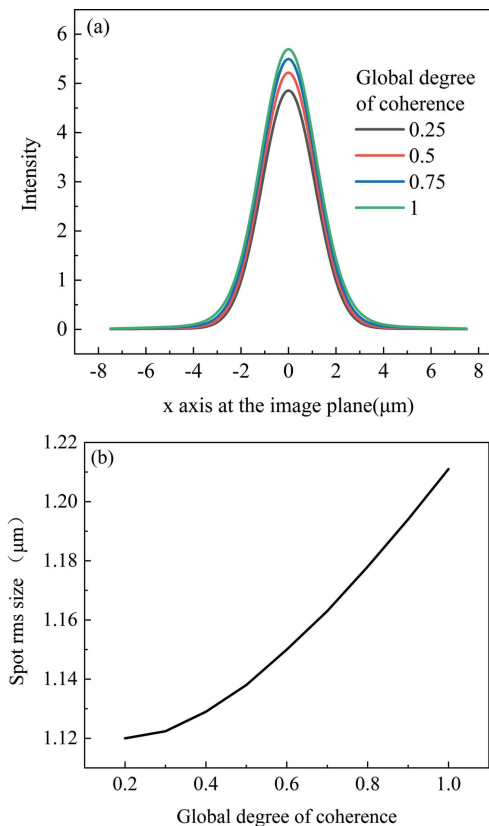 (a)
6
5
4
3
2
1
0
Intensity
Global degree
of coherence
0.25
0.5
0.75
1
-8 -6 -4 -2 0 2 4 6 8
x axis at the image plane(μm)
(b)
1.22
1.20
1.18
1.16
1.14
1.12
Spot rms size（μm）
0.2 0.4 0.6 0.8 1.0
Global degree of coherence